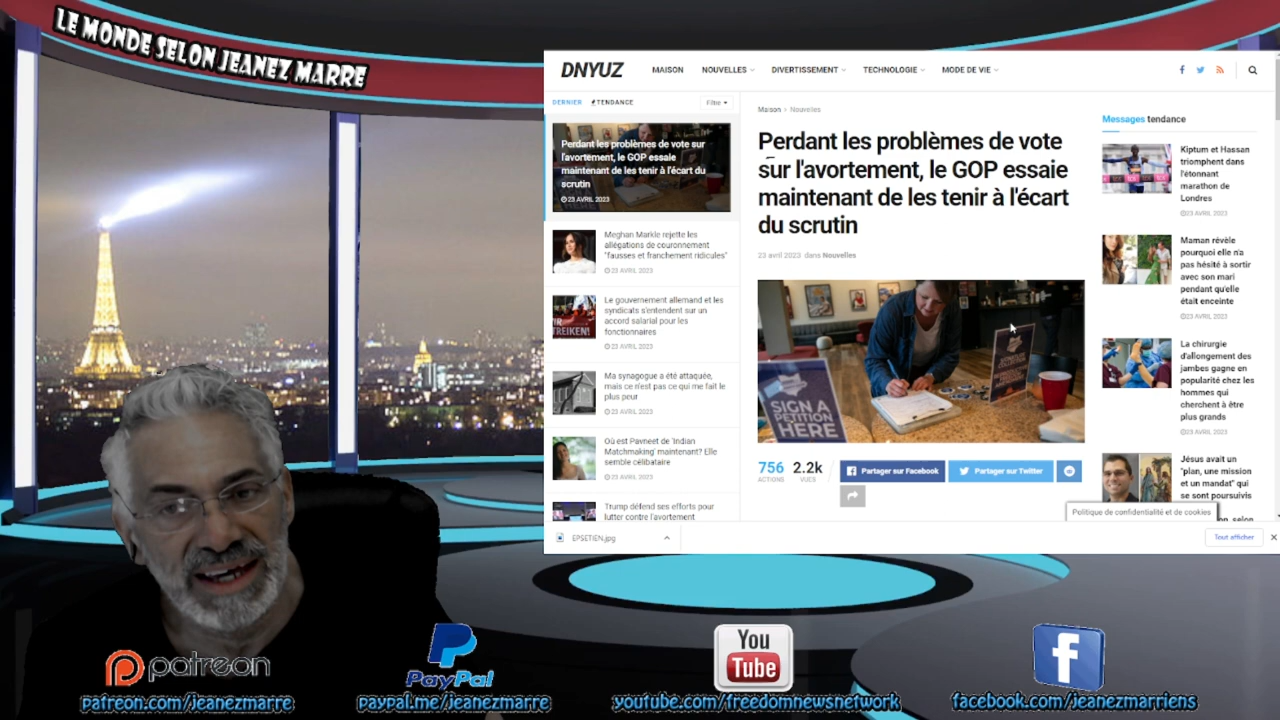 LE MONDE SELON JEANEZ MARRE
DNYUZ
MAISON
NOUVELLES
DIVERTISSEMENT
TECHNOLOGIE
MODE DE VIE
DERNIER
TENDANCE
Filtre
Perdant les problèmes de vote sur
l'avortement, le GOP essaie
maintenant de les tenir à l'écart du
scrutin
23 AVRIL 2023
Meghan Markle rejette les
allégations de couronnement
"fausses et franchement ridicules"
23 AVRIL 2023
Le gouvernement allemand et les
syndicats s'entendent sur un
accord salarial pour les
fonctionnaires
23 AVRIL 2023
Ma synagogue a été attaquée,
mais ce n'est pas ce qui me fait le
plus peur
23 AVRIL 2023
Où est Pavneet de 'Indian
Matchmaking' maintenant? Elle
semble célibataire
23 AVRIL 2023
Trump défend ses efforts pour
lutter contre l'avortement
Maison > Nouvelles
Perdant les problèmes de vote
sur l'avortement, le GOP essaie
maintenant de les tenir à l'écart
du scrutin
23 avril 2023 dans Nouvelles
SIGN A
PETITION
HERE
756
ACTIONS
2.2k
VUES
Partager sur Facebook
Partager sur Twitter
Messages tendance
Kiptum et Hassan
triomphent dans
l'étonnant
marathon de
Londres
23 AVRIL 2023
Maman révèle
pourquoi elle n'a
pas hésité à sortir
avec son mari
pendant qu'elle
était enceinte
23 AVRIL 2023
La chirurgie
d'allongement des
jambes gagne en
popularité chez les
hommes qui
cherchent à être
plus grands
23 AVRIL 2023
Jésus avait un
"plan, une mission
et un mandat" qui
se sont poursuivis
selon
Politique de confidentialité et de cookies
EPSETIEN.jpg
Tout afficher
patreon
patreon.com/jeanezmarre
PayPal
paypal.me/jeanezmarre
You
Tube
youtube.com/freedomnewsnetwork
f
facebook.com/jeanezmarriens